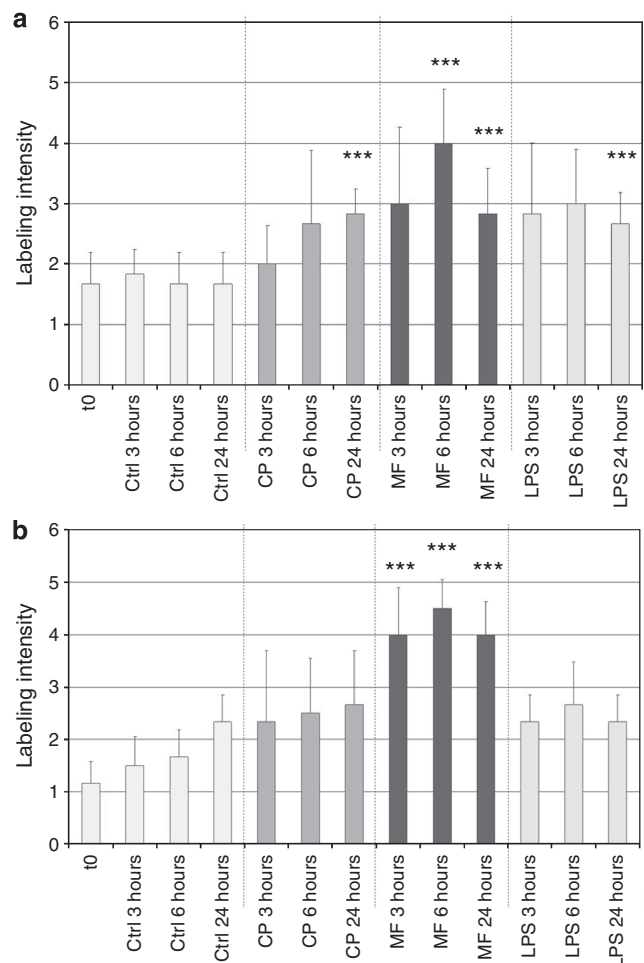 a
6
5
4
3
2
1
0
Labeling intensity
***
***
***
***
t0
Ctrl 3 hours
Ctrl 6 hours
Ctrl 24 hours
CP 3 hours
CP 6 hours
CP 24 hours
MF 3 hours
MF 6 hours
MF 24 hours
LPS 3 hours
LPS 6 hours
LPS 24 hours
b
6
5
4
3
2
1
0
Labeling intensity
***
***
***
t0
Ctrl 3 hours
Ctrl 6 hours
Ctrl 24 hours
CP 3 hours
CP 6 hours
CP 24 hours
MF 3 hours
MF 6 hours
MF 24 hours
LPS 3 hours
LPS 6 hours
LPS 24 hours